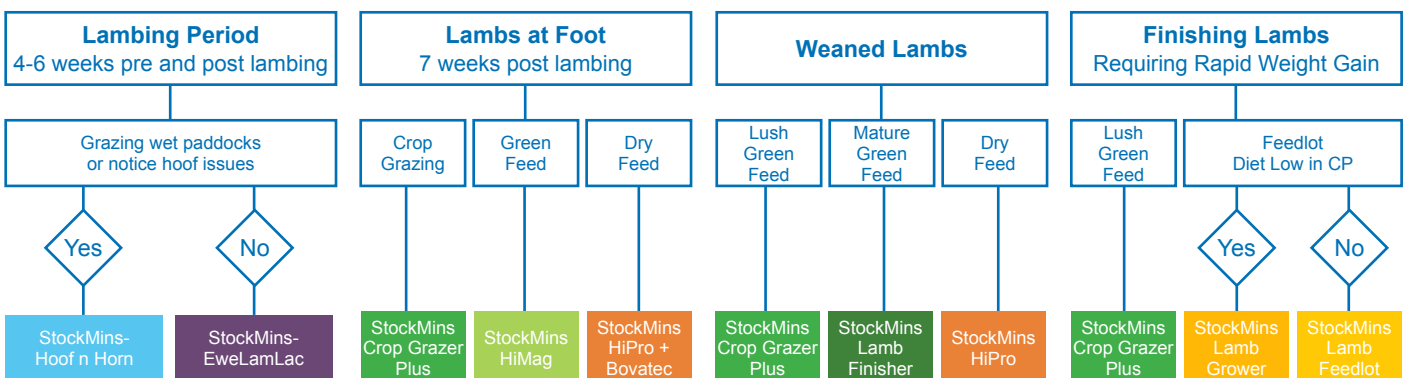 Lambing Period
4-6 weeks pre and post lambing
Grazing wet paddocks
or notice hoof issues
Yes
No
StockMins-
Hoof n Horn
StockMins-
EweLamLac
Lambs at Foot
7 weeks post lambing
Crop
Grazing
Green
Feed
Dry
Feed
StockMins
Crop Grazer
Plus
StockMins
HiMag
StockMins
HiPro +
Bovatec
Weaned Lambs
Lush
Green
Feed
Mature
Green
Feed
Dry
Feed
StockMins
Crop Grazer
Plus
StockMins
Lamb
Finisher
StockMins
HiPro
Finishing Lambs
Requiring Rapid Weight Gain
Lush
Green
Feed
Feedlot
Diet Low in CP
Yes
No
StockMins
Crop Grazer
Plus
StockMins
Lamb
Grower
StockMins
Lamb
Feedlot